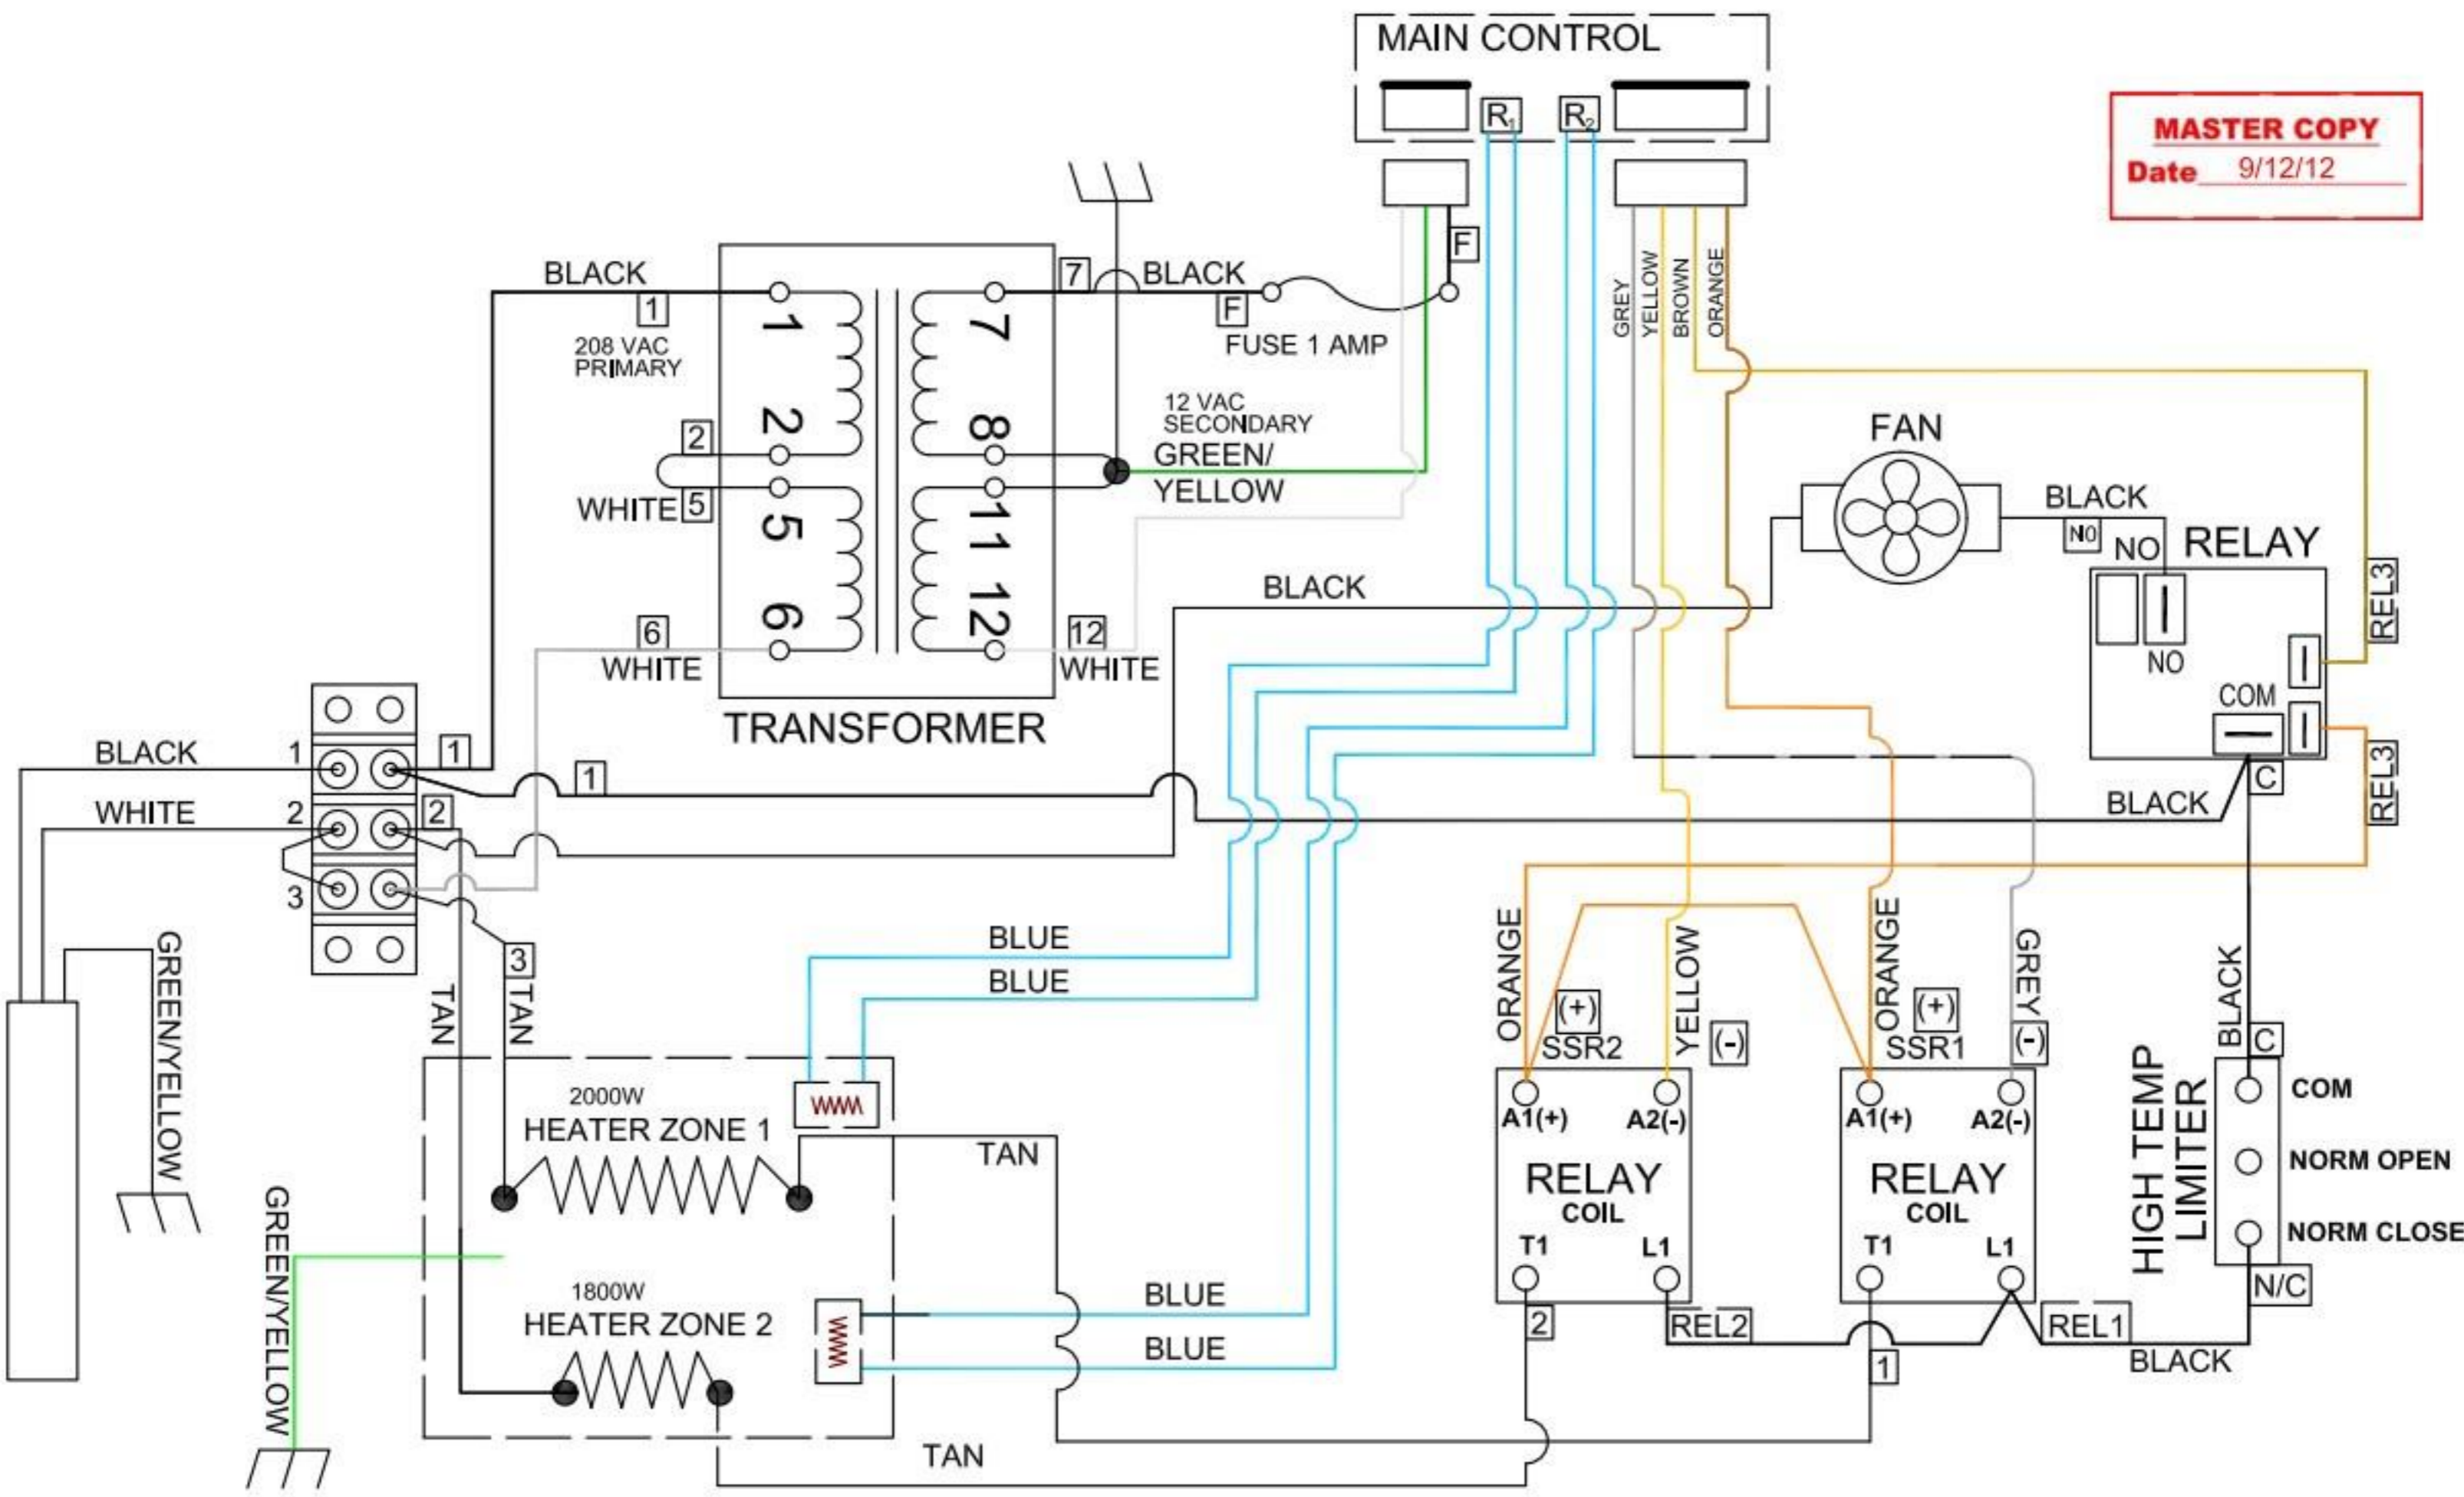 MAIN CONTROL
R1
R2
MASTER COPY
Date 9/12/12
F
BLACK
1
208 VAC
PRIMARY
7
BLACK
F
FUSE 1 AMP
GREY
YELLOW
BROWN
ORANGE
1
2
5
6
7
8
11
12
2
WHITE 5
12 VAC
SECONDARY
GREEN/
YELLOW
6
WHITE
12
WHITE
TRANSFORMER
FAN
BLACK
BLACK
N0
NO
RELAY
NO
COM
REL3
REL3
C
BLACK
BLACK
1
1
1
WHITE
2
2
3
GREEN/YELLOW
TAN
3
TAN
BLUE
BLUE
ORANGE
(+)
SSR2
YELLOW
(-)
ORANGE
(+)
SSR1
GREY
(-)
BLACK
C
HIGH TEMP
LIMITER
COM
NORM OPEN
NORM CLOSE
N/C
2000W
HEATER ZONE 1
TAN
GREEN/YELLOW
1800W
HEATER ZONE 2
BLUE
BLUE
TAN
A1(+)
A2(-)
RELAY
COIL
T1
L1
A1(+)
A2(-)
RELAY
COIL
T1
L1
2
REL2
1
REL1
BLACK